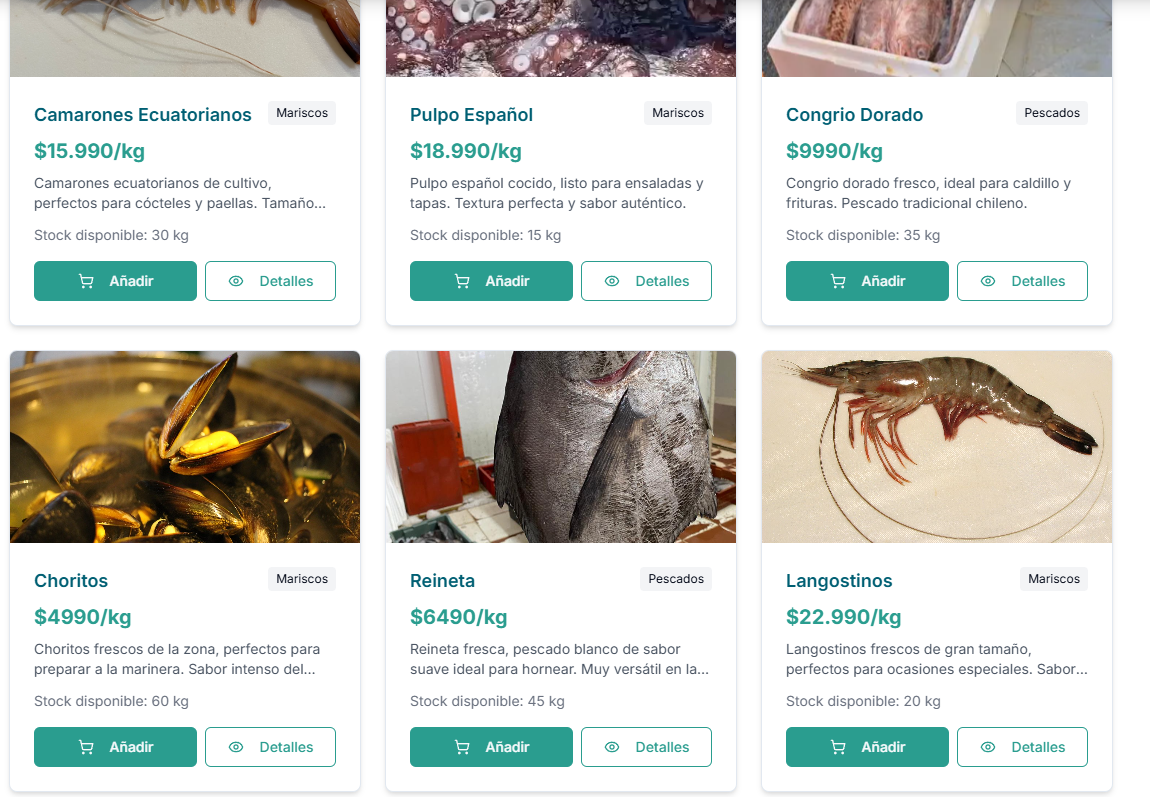 Camarones Ecuatorianos
Mariscos
$15.990/kg
Camarones ecuatorianos de cultivo,
perfectos para cócteles y paellas. Tamaño...
Stock disponible: 30 kg
Añadir
Detalles
Pulpo Español
Mariscos
$18.990/kg
Pulpo español cocido, listo para ensaladas y
tapas. Textura perfecta y sabor auténtico.
Stock disponible: 15 kg
Añadir
Detalles
Congrio Dorado
Pescados
$9990/kg
Congrio dorado fresco, ideal para caldillo y
frituras. Pescado tradicional chileno.
Stock disponible: 35 kg
Añadir
Detalles
Choritos
Mariscos
$4990/kg
Choritos frescos de la zona, perfectos para
preparar a la marinera. Sabor intenso del...
Stock disponible: 60 kg
Añadir
Detalles
Reineta
Pescados
$6490/kg
Reineta fresca, pescado blanco de sabor
suave ideal para hornear. Muy versátil en la...
Stock disponible: 45 kg
Añadir
Detalles
Langostinos
Mariscos
$22.990/kg
Langostinos frescos de gran tamaño,
perfectos para ocasiones especiales. Sabor...
Stock disponible: 20 kg
Añadir
Detalles